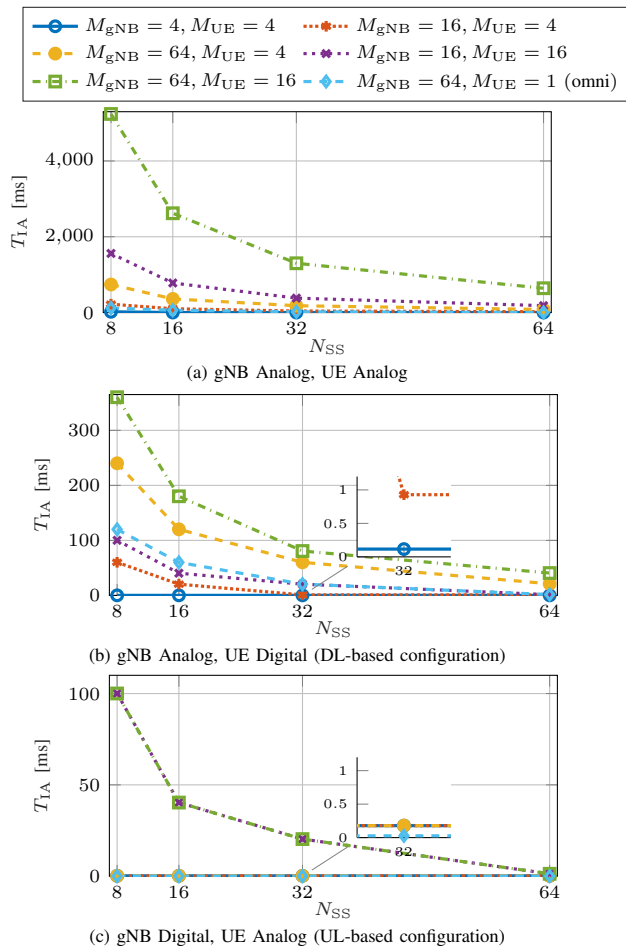 M_gNB = 4, M_UE = 4
M_gNB = 16, M_UE = 4
M_gNB = 64, M_UE = 4
M_gNB = 16, M_UE = 16
M_gNB = 64, M_UE = 16
M_gNB = 64, M_UE = 1 (omni)
4,000
2,000
0
T_IA [ms]
8 16 32 64
N_SS
(a) gNB Analog, UE Analog
300
200
100
0
T_IA [ms]
1
0.5
0
32
8 16 32 64
N_SS
(b) gNB Analog, UE Digital (DL-based configuration)
100
50
0
T_IA [ms]
1
0.5
0
32
8 16 32 64
N_SS
(c) gNB Digital, UE Analog (UL-based configuration)